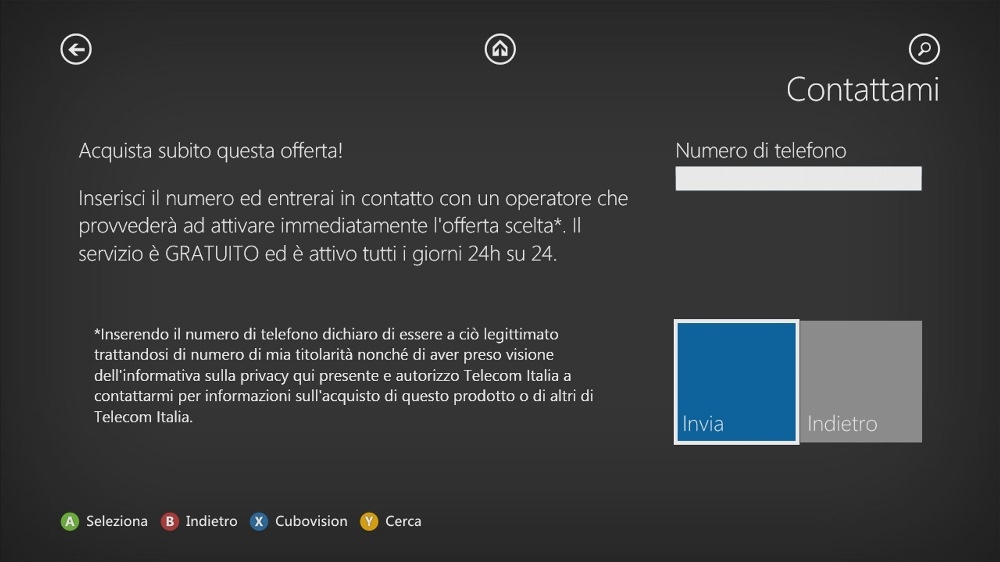 Contattami
Acquista subito questa offerta!
Inserisci il numero ed entrerai in contatto con un operatore che
provvederà ad attivare immediatamente l'offerta scelta*. Il
servizio è GRATUITO ed è attivo tutti i giorni 24h su 24.
*Inserendo il numero di telefono dichiaro di essere a ciò legittimato
trattandosi di numero di mia titolarità nonché di aver preso visione
dell'informativa sulla privacy qui presente e autorizzo Telecom Italia a
contattarmi per informazioni sull'acquisto di questo prodotto o di altri di
Telecom Italia.
Numero di telefono
Invia
Indietro
A Seleziona B Indietro X Cubovision Y Cerca